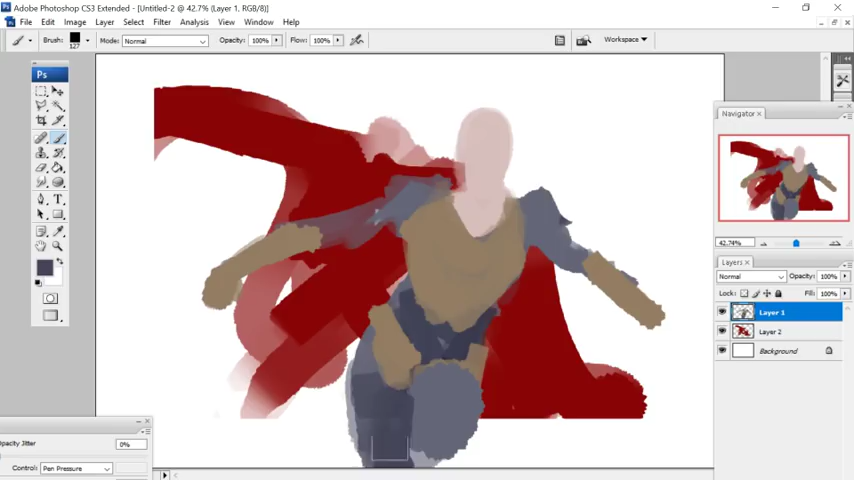 Adobe Photoshop CS3 Extended - [Untitled-2 @ 42.7% (Layer 1, RGB/8)]
File Edit Image Layer Select Filter Analysis View Window Help
Brush: 127 Mode: Normal Opacity: 100% Flow: 100% Workspace
Ps
T
Navigator ×
42.74%
Layers ×
Normal Opacity: 100%
Lock: Fill: 100%
Layer 1
Layer 2
Background
Opacity Jitter 0%
Controls: Pen Pressure